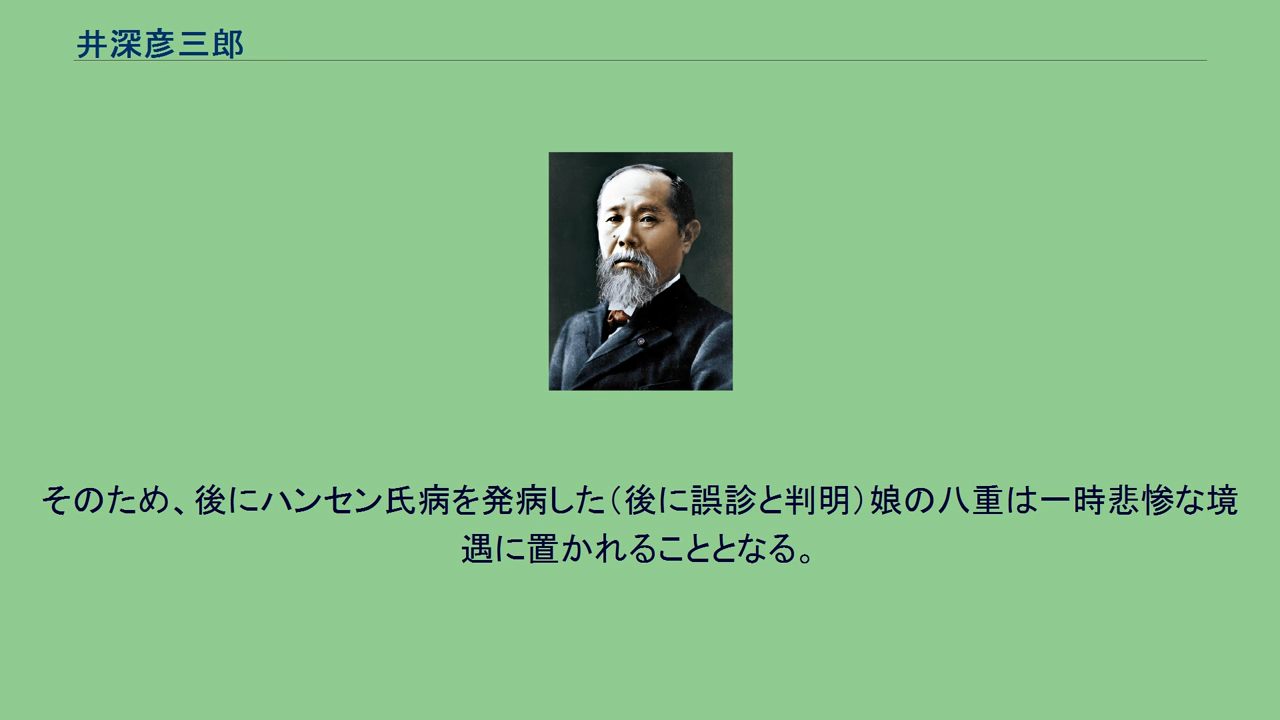 井深彦三郎
そのため、後にハンセン氏病を発病した（後に誤診と判明）娘の八重は一時悲惨な境
遇に置かれることとなる。